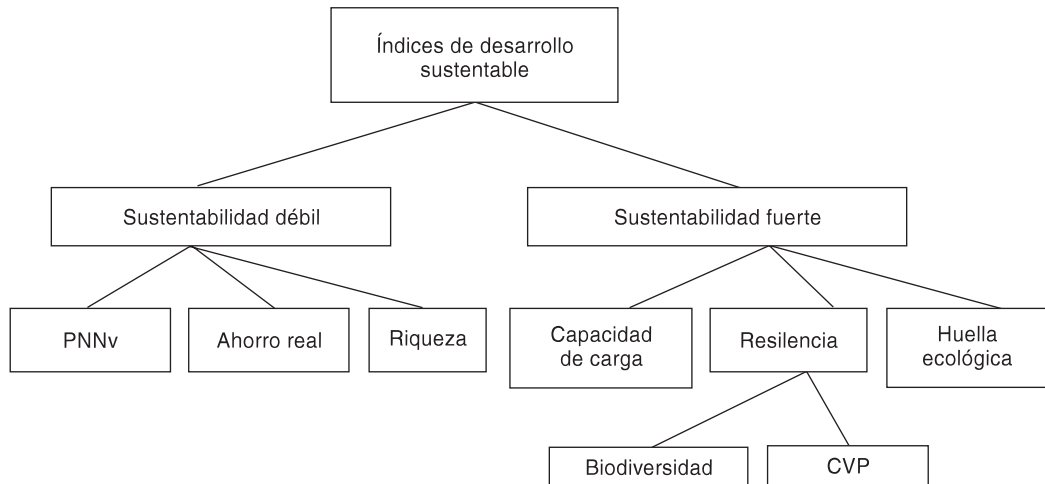 Índices de desarrollo
sustentable
Sustentabilidad débil
Sustentabilidad fuerte
PNNv
Ahorro real
Riqueza
Capacidad
de carga
Resilencia
Huella
ecológica
Biodiversidad
CVP